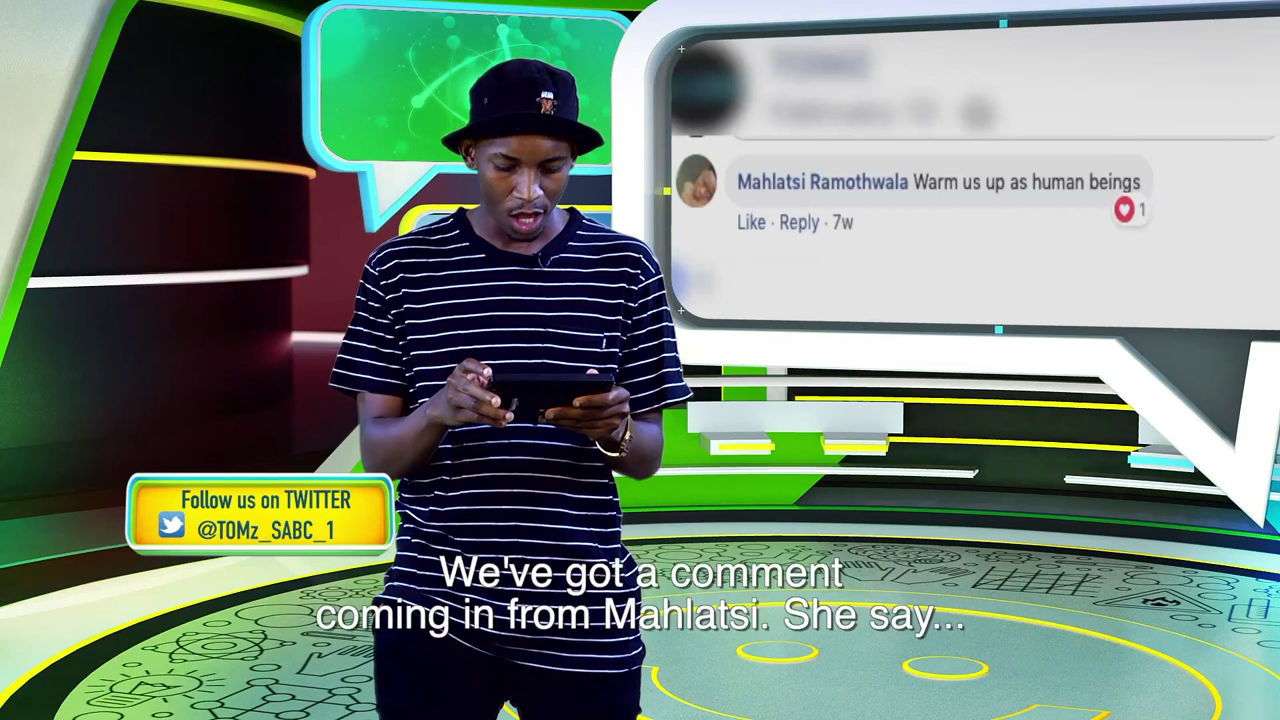 Mahlatsi Ramothwala Warm us up as human beings
1
Like · Reply · 7w
Follow us on TWITTER
@TOMz_SABC_1
We've got a comment
coming in from Mahlatsi. She say...